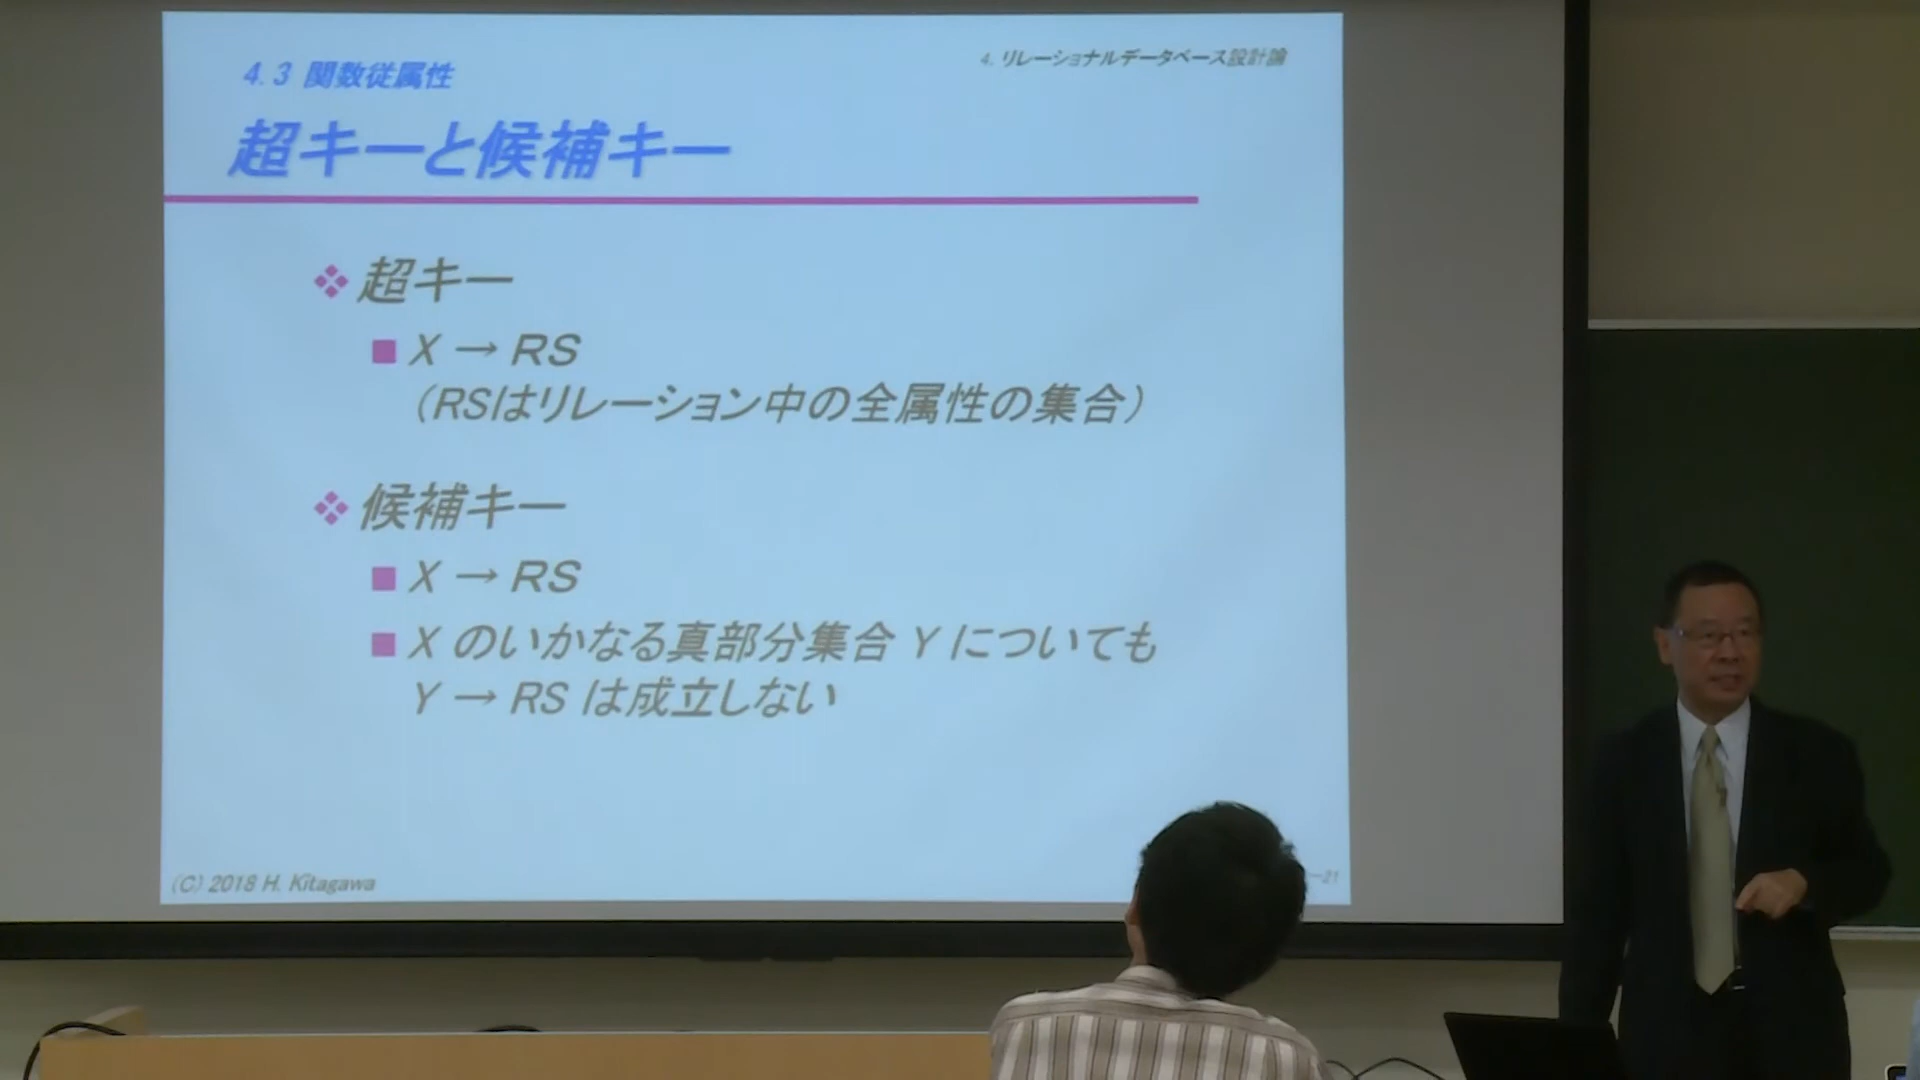 4.3 関数従属性
4. リレーショナルデータベース設計論
超キーと候補キー
超キー
X → RS
(RSはリレーション中の全属性の集合)
候補キー
X → RS
X のいかなる真部分集合 Y についても
Y → RS は成立しない
(C) 2018 H. Kitagawa
-21